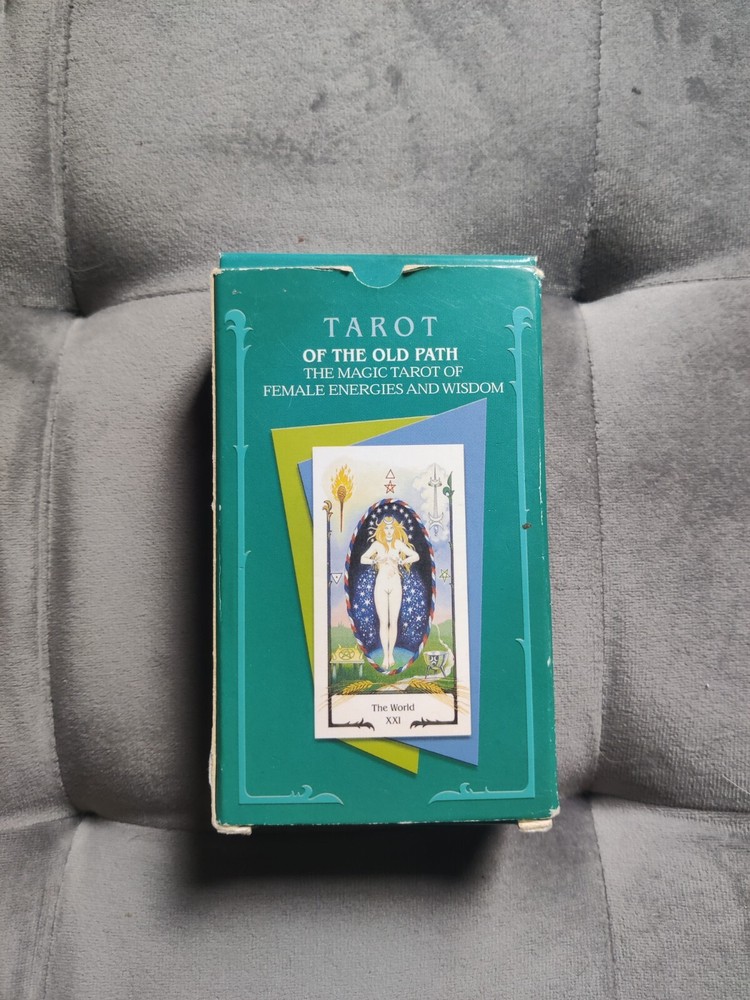 TAROT
OF THE OLD PATH
THE MAGIC TAROT OF
FEMALE ENERGIES AND WISDOM
The World
XXI